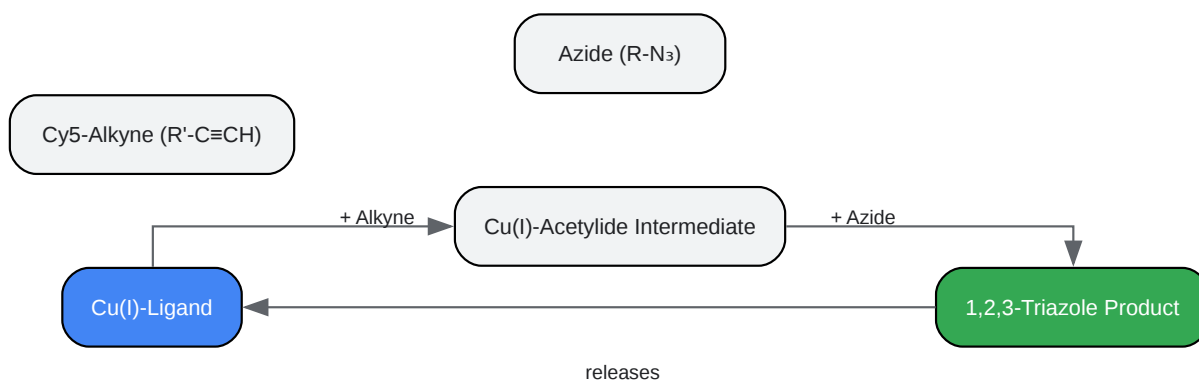 Azide (R-N₃)
Cy5-Alkyne (R'-C≡CH)
+ Alkyne
Cu(I)-Acetylide Intermediate
+ Azide
Cu(I)-Ligand
1,2,3-Triazole Product
releases